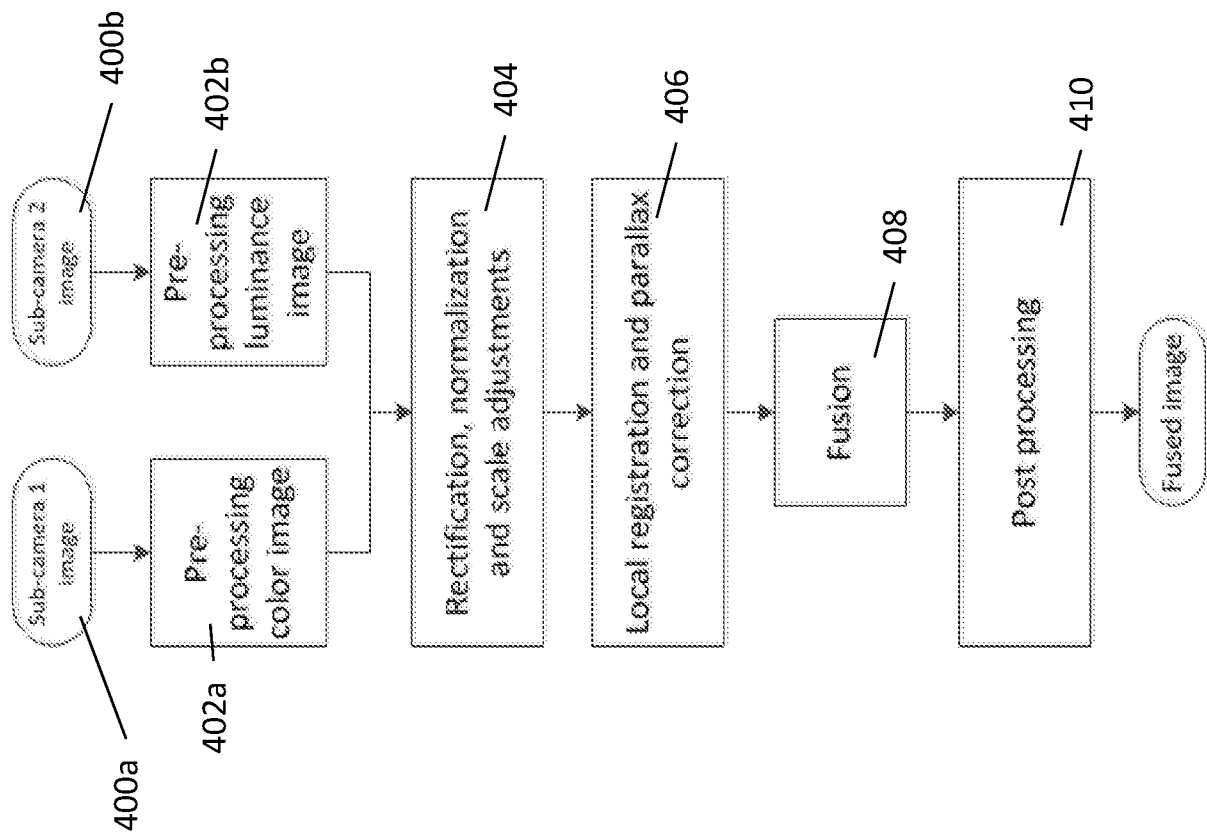 400a
Sub-camera 1
image
400b
Sub-camera 2
image
402a
Pre-
processing
color image
402b
Pre-
processing
luminance
image
404
Rectification, normalization
and scale adjustments
406
Local registration and parallax
correction
408
Fusion
410
Post processing
Fused image